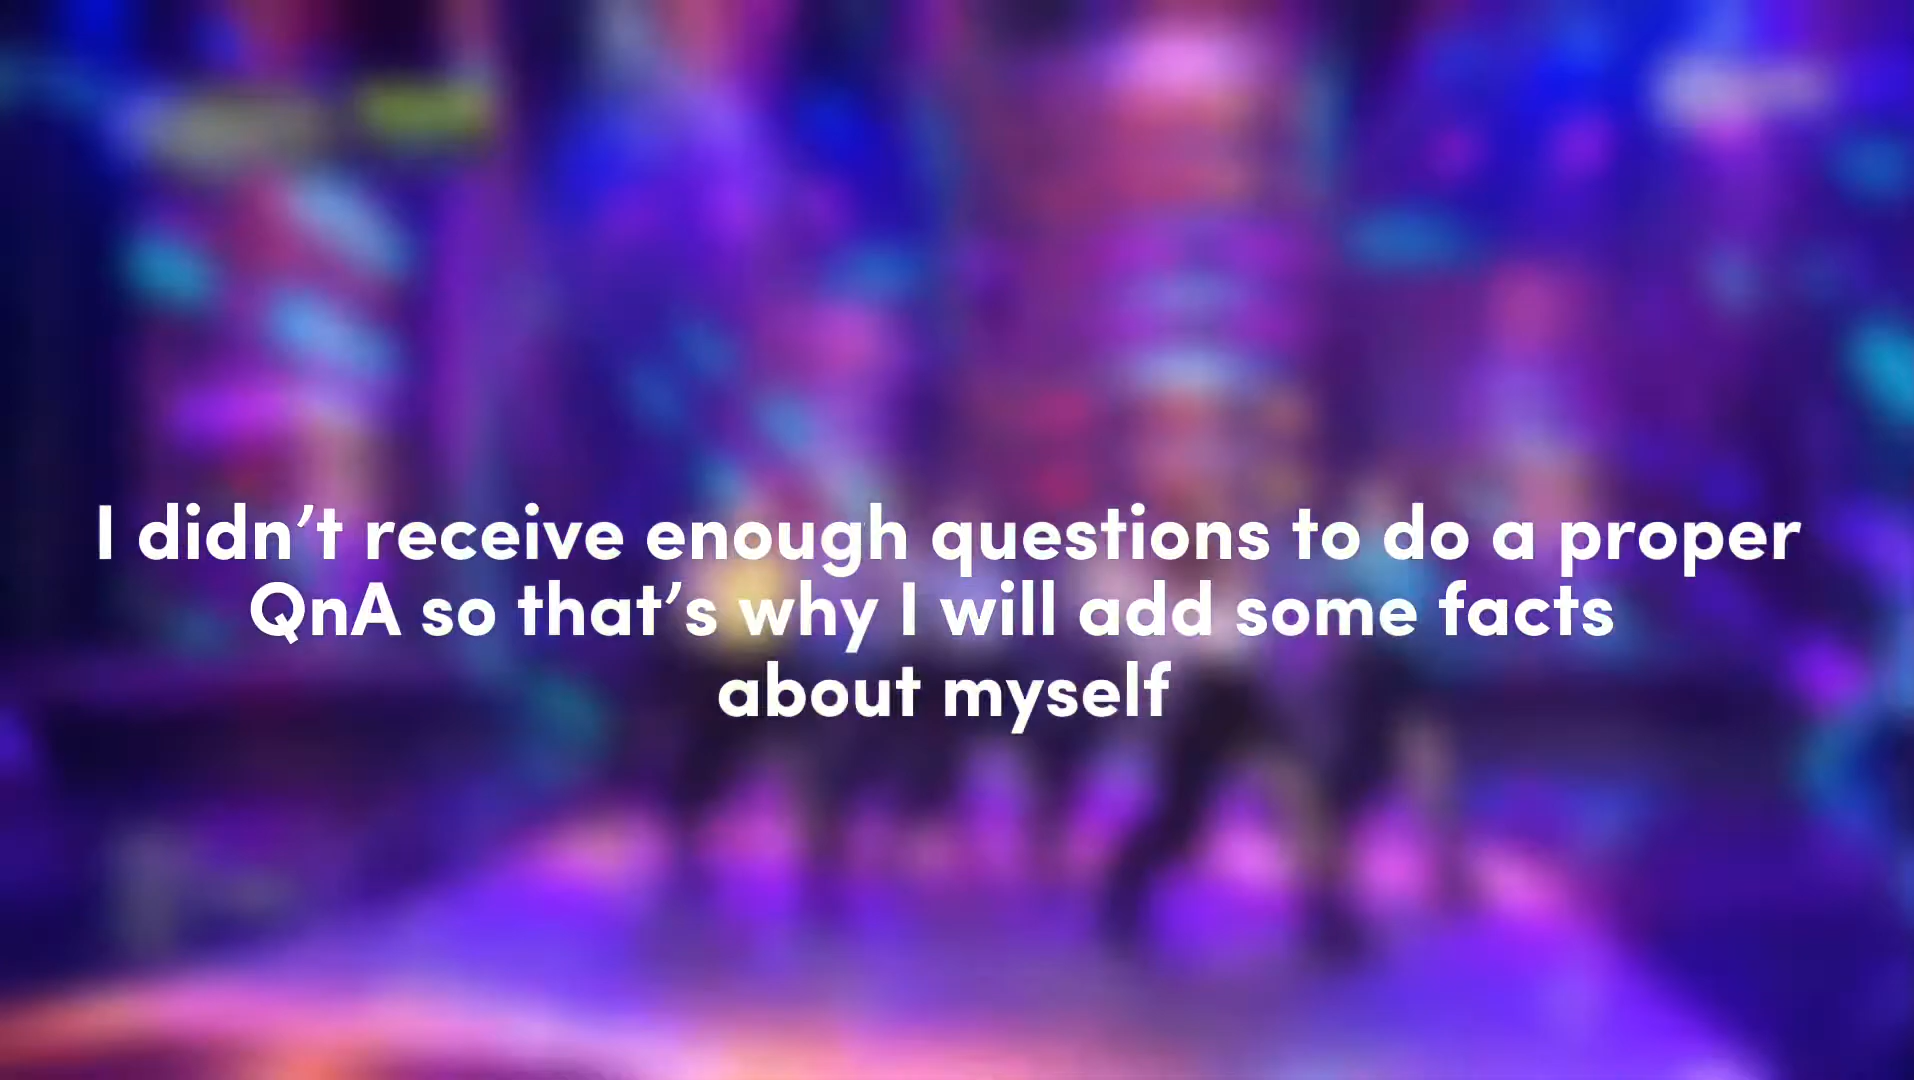 I didn’t receive enough questions to do a proper
QnA so that’s why I will add some facts
about myself